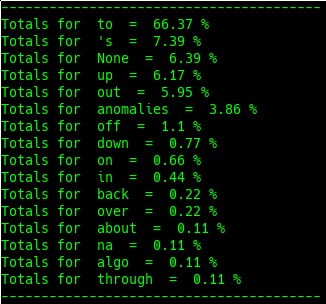 ----------------------------------------
Totals for  to  =  66.37 %
Totals for  's  =  7.39 %
Totals for  None  =  6.39 %
Totals for  up  =  6.17 %
Totals for  out  =  5.95 %
Totals for  anomalies  =  3.86 %
Totals for  off  =  1.1 %
Totals for  down  =  0.77 %
Totals for  on  =  0.66 %
Totals for  in  =  0.44 %
Totals for  back  =  0.22 %
Totals for  over  =  0.22 %
Totals for  about  =  0.11 %
Totals for  na  =  0.11 %
Totals for  algo  =  0.11 %
Totals for  through  =  0.11 %
----------------------------------------